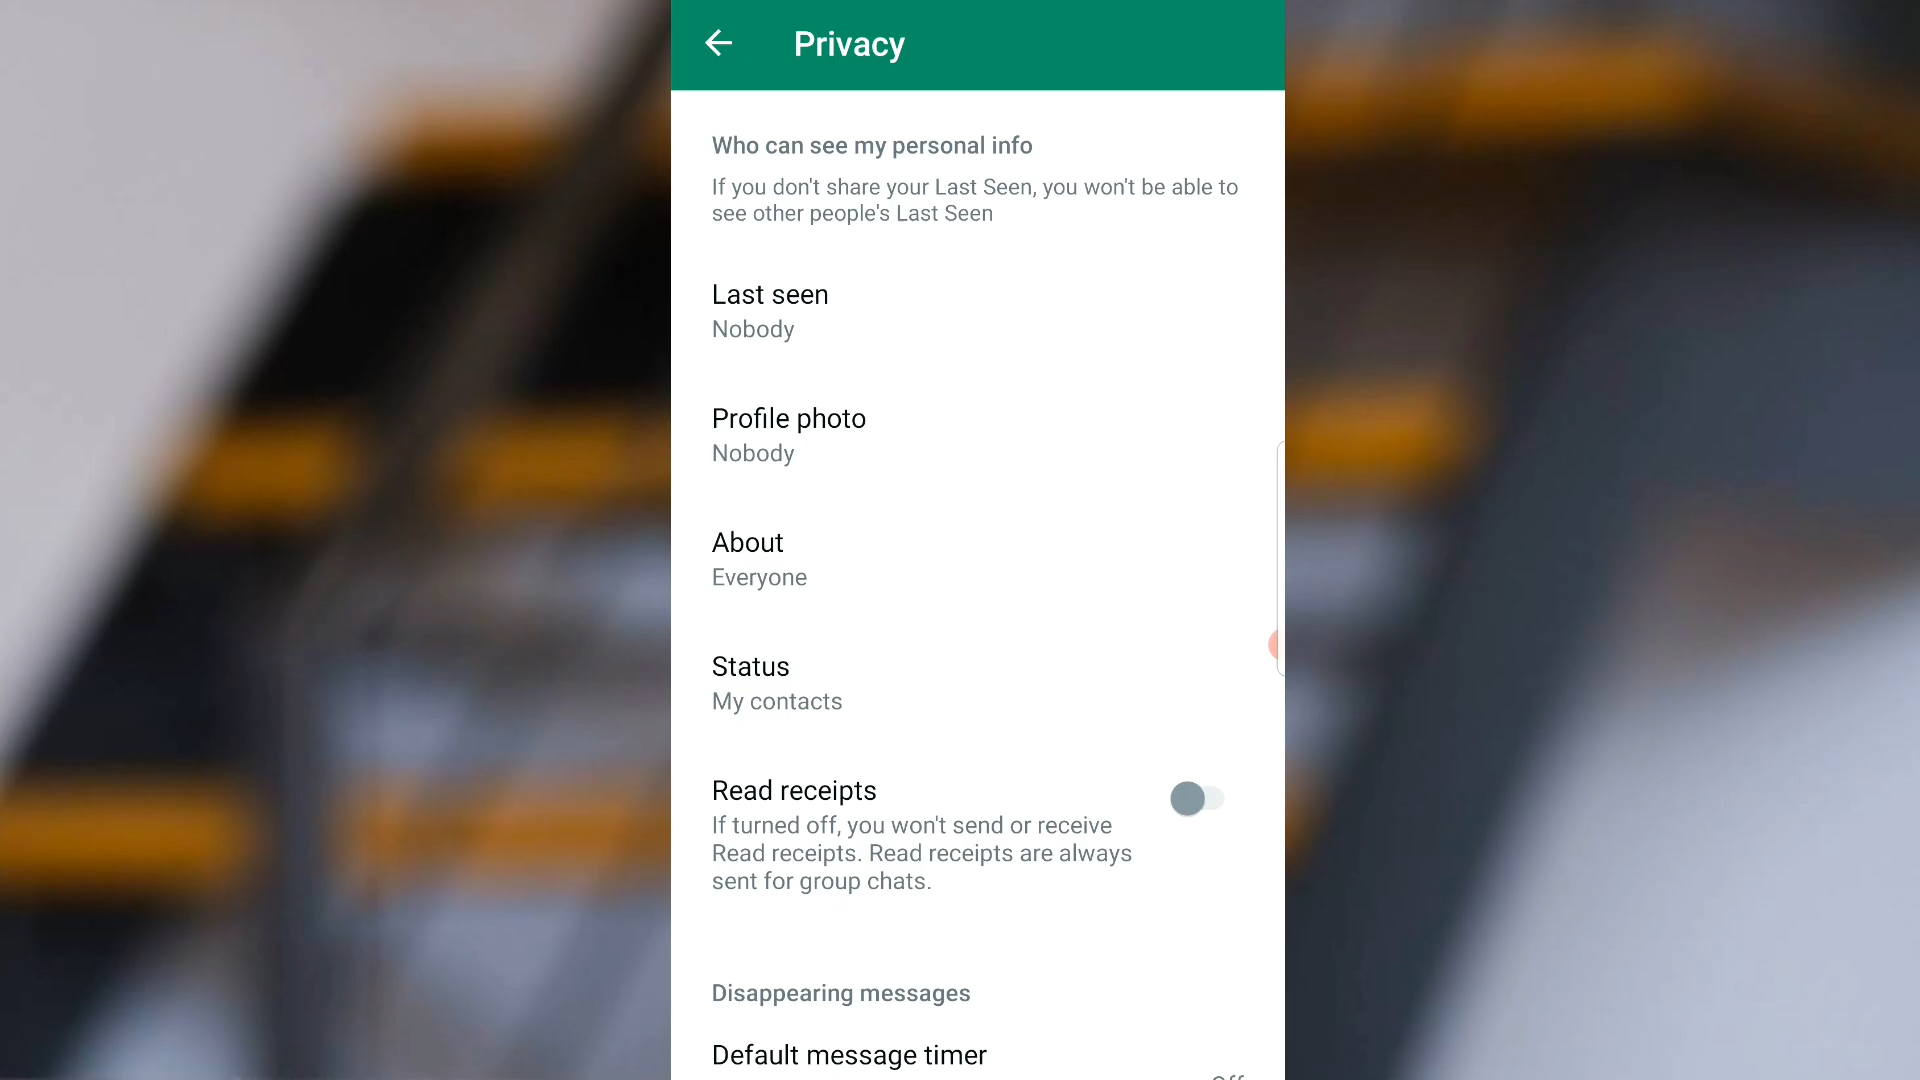 Privacy
Who can see my personal info
If you don't share your Last Seen, you won't be able to
see other people's Last Seen
Last seen
Nobody
Profile photo
Nobody
About
Everyone
Status
My contacts
Read receipts
If turned off, you won't send or receive
Read receipts. Read receipts are always
sent for group chats.
Disappearing messages
Default message timer
Off